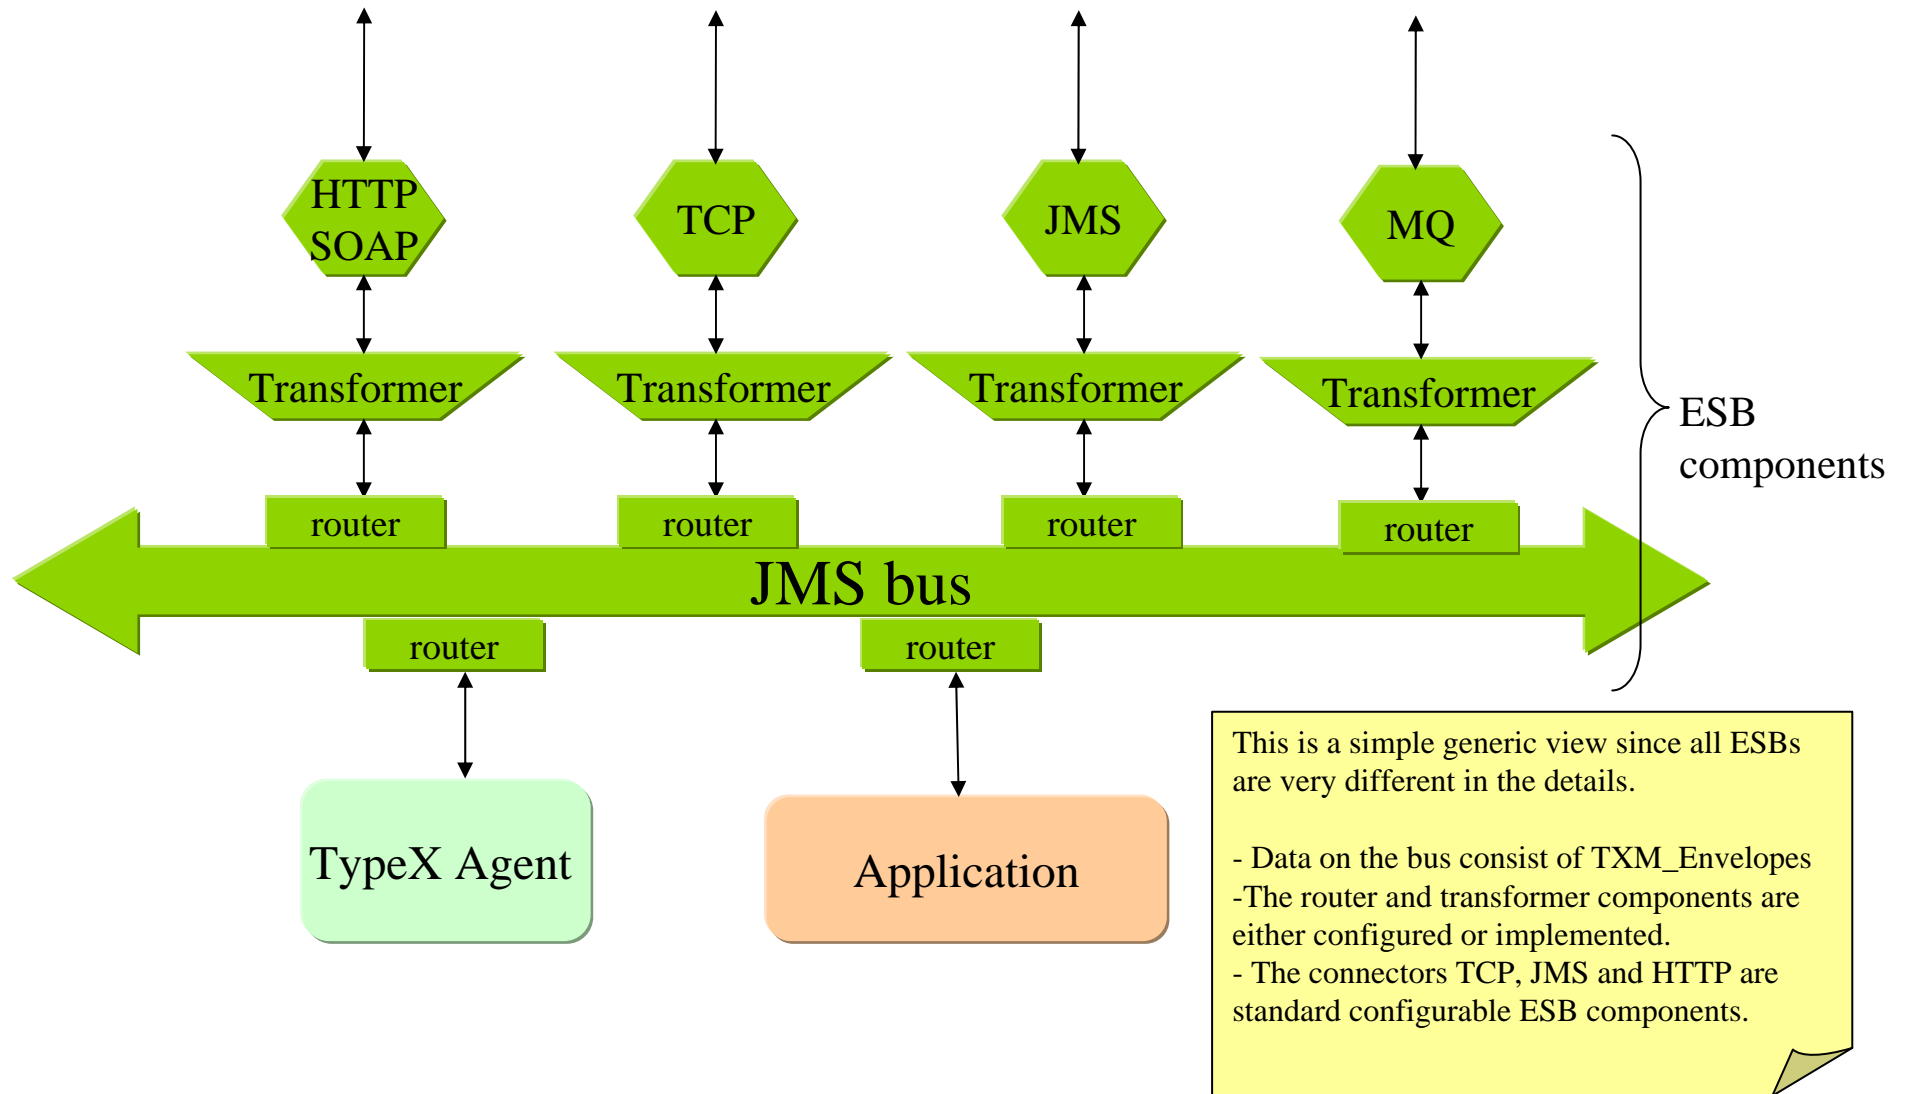 HTTP
SOAP
TCP
JMS
MQ
Transformer
Transformer
Transformer
Transformer
ESB
components
router
router
router
router
JMS bus
router
router
TypeX Agent
Application
This is a simple generic view since all ESBs
are very different in the details.
- Data on the bus consist of TXM_Envelopes
-The router and transformer components are
either configured or implemented.
- The connectors TCP, JMS and HTTP are
standard configurable ESB components.